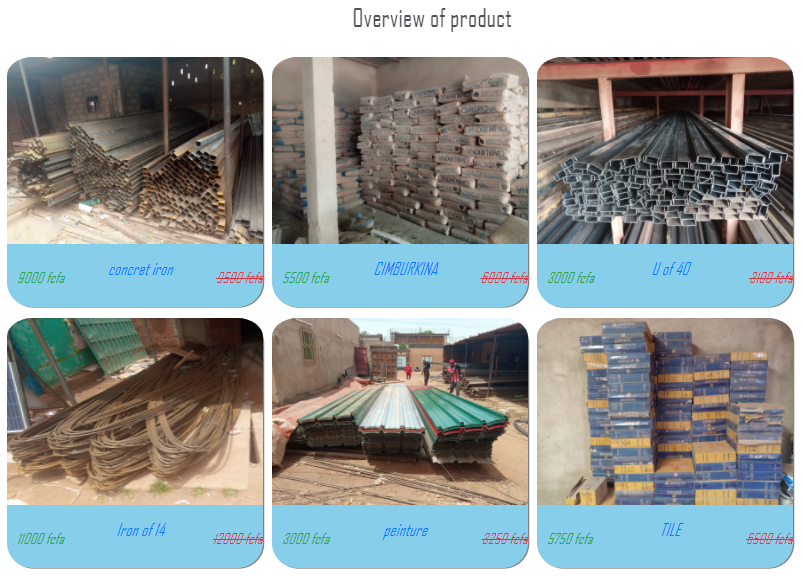 Overview of product
9000 fcfa concret iron 9500 fcfa
5500 fcfa CIMBURKINA 6000 fcfa
3000 fcfa U of 40 3100 fcfa
11000 fcfa Iron of 14 12000 fcfa
3000 fcfa peinture 3250 fcfa
5750 fcfa TILE 6500 fcfa